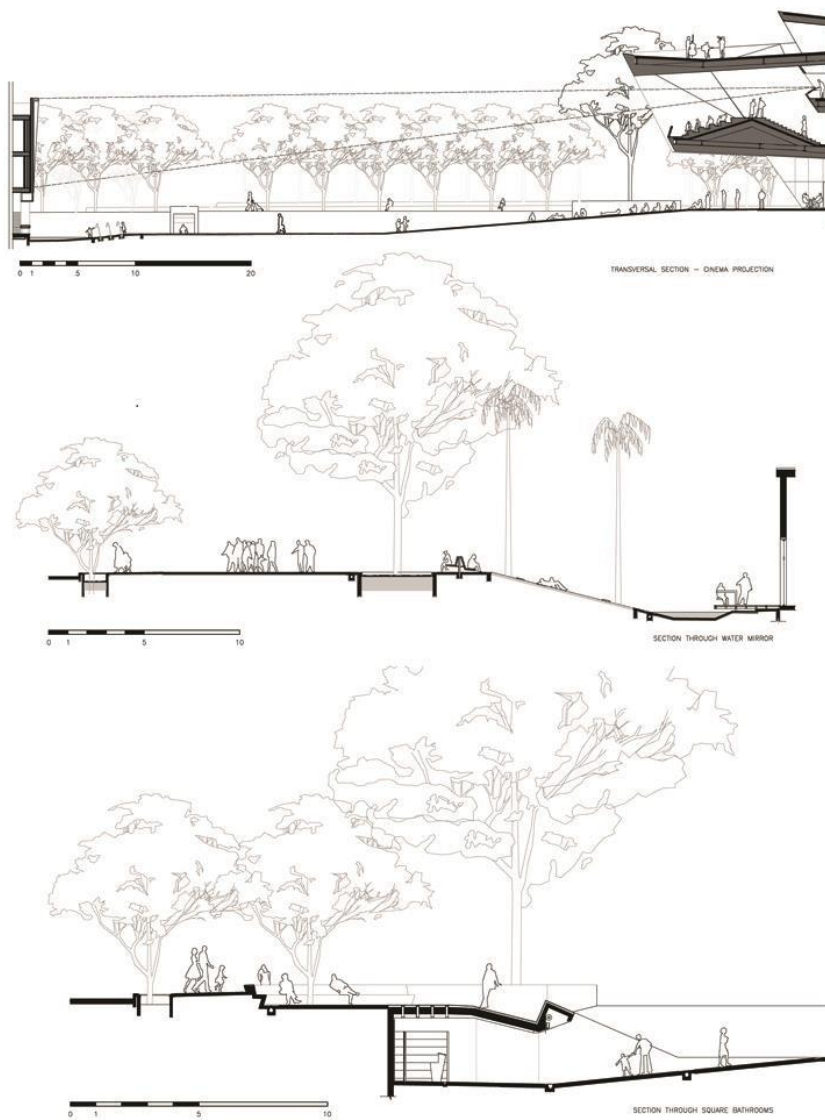 0 1 5 10 20
TRANSVERSAL SECTION – CINEMA PROJECTION
0 1 5 10
SECTION THROUGH WATER MIRROR
0 1 5 10
SECTION THROUGH SQUARE BATHROOMS